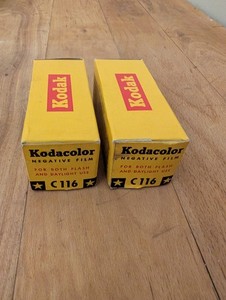 Kodak
Kodacolor
NEGATIVE FILM
FOR BOTH FLASH
AND DAYLIGHT USE
C116
Kodak
Kodacolor
NEGATIVE FILM
FOR BOTH FLASH
AND DAYLIGHT USE
C116